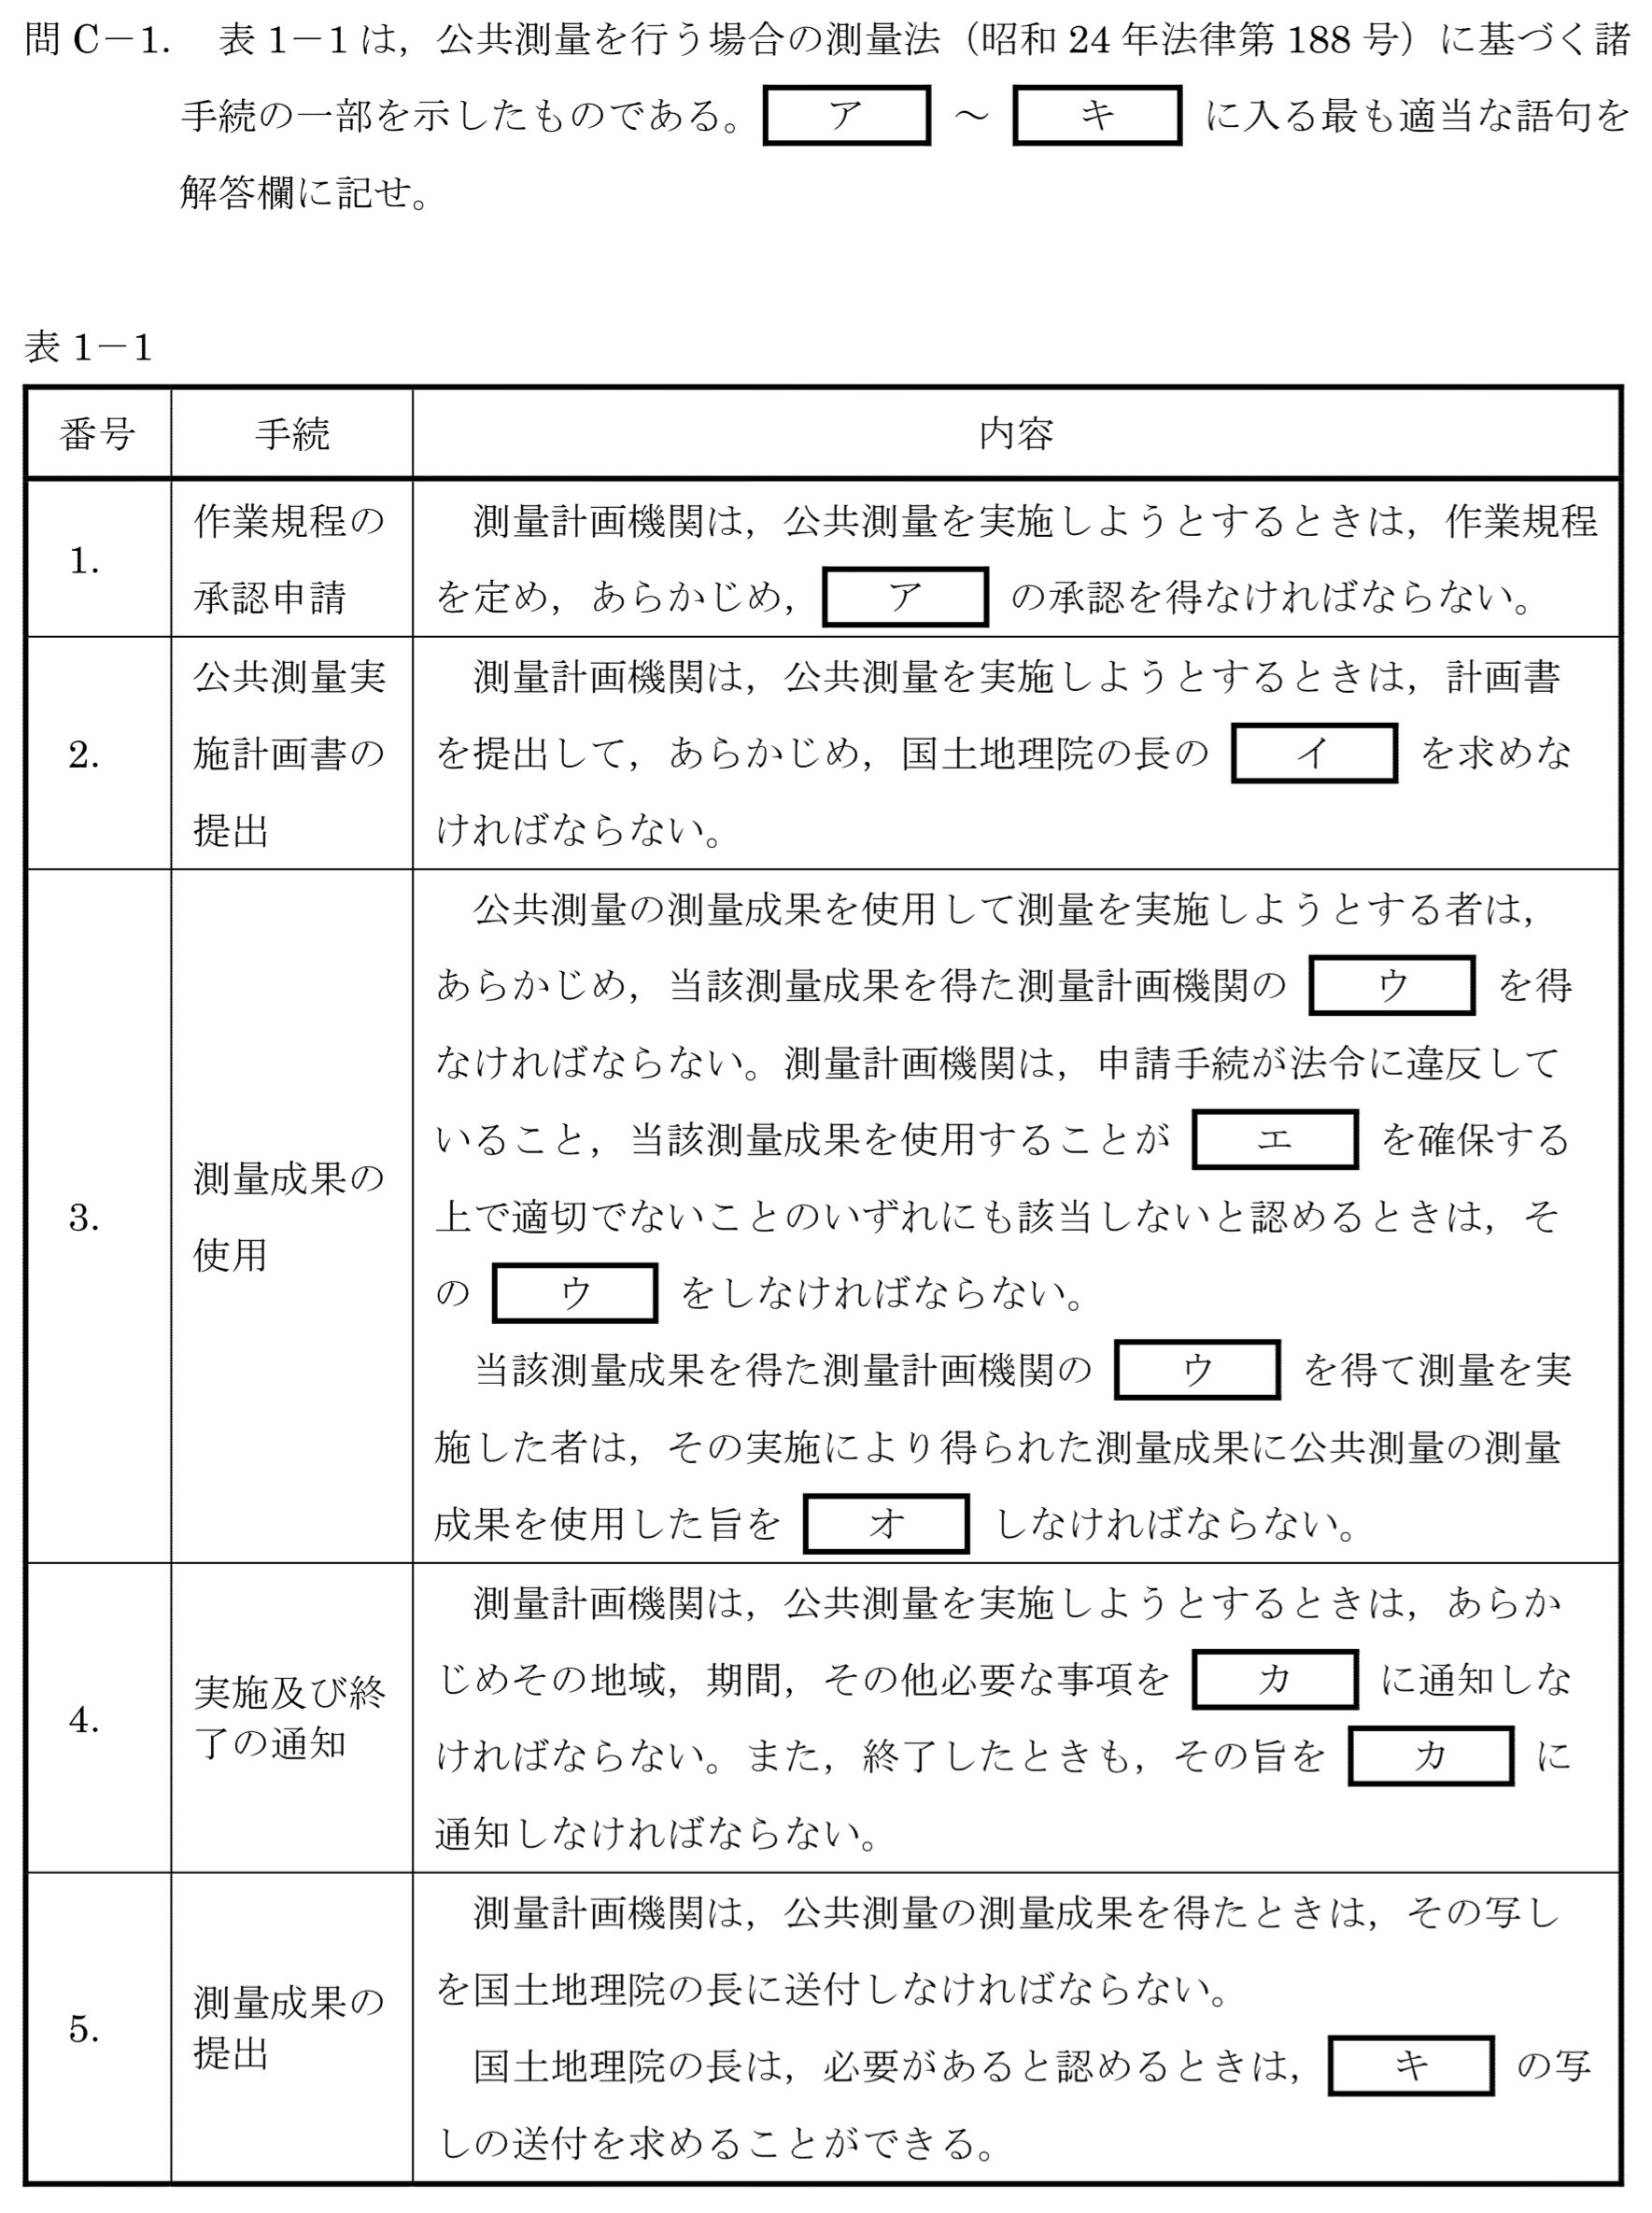 問 C－1． 表 1－1 は，公共測量を行う場合の測量法（昭和 24 年法律第 188 号）に基づく諸
手続の一部を示したものである。 ア ～ キ に入る最も適当な語句を
解答欄に記せ。
表 1－1
番号 手続 内容
1. 作業規程の
承認申請
測量計画機関は，公共測量を実施しようとするときは，作業規程
を定め，あらかじめ， ア の承認を得なければならない。
2. 公共測量実
施計画書の
提出
測量計画機関は，公共測量を実施しようとするときは，計画書
を提出して，あらかじめ，国土地理院の長の イ を求めな
ければならない。
3. 測量成果の
使用
公共測量の測量成果を使用して測量を実施しようとする者は，
あらかじめ，当該測量成果を得た測量計画機関の ウ を得
なければならない。測量計画機関は，申請手続が法令に違反して
いること，当該測量成果を使用することが エ を確保する
上で適切でないことのいずれにも該当しないと認めるときは，そ
の ウ をしなければならない。
当該測量成果を得た測量計画機関の ウ を得て測量を実
施した者は，その実施により得られた測量成果に公共測量の測量
成果を使用した旨を オ しなければならない。
4. 実施及び終
了の通知
測量計画機関は，公共測量を実施しようとするときは，あらか
じめその地域，期間，その他必要な事項を カ に通知しな
ければならない。また，終了したときも，その旨を カ に
通知しなければならない。
5. 測量成果の
提出
測量計画機関は，公共測量の測量成果を得たときは，その写し
を国土地理院の長に送付しなければならない。
国土地理院の長は，必要があると認めるときは， キ の写
しの送付を求めることができる。